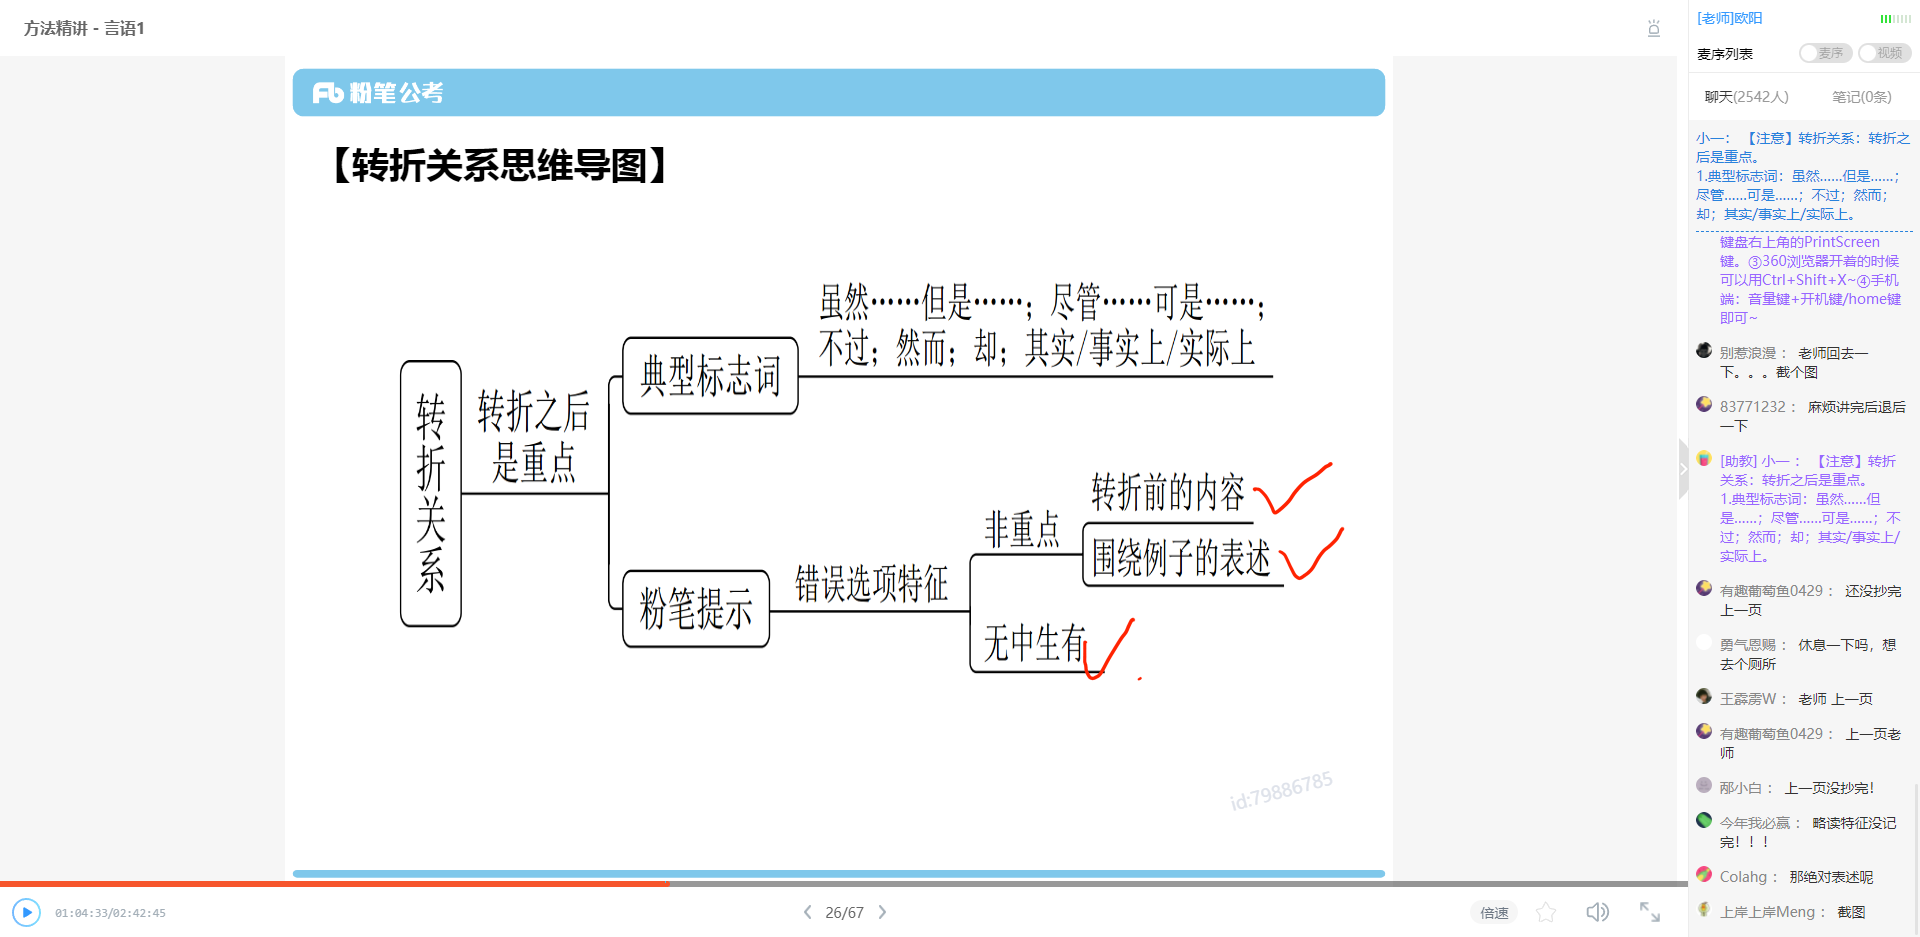 方法精讲 - 言语1
粉笔公考
【转折关系思维导图】
虽然……但是……；尽管……可是……；
不过；然而；却；其实/事实上/实际上
典型标志词
转折关系
转折之后
是重点
转折前的内容
非重点
围绕例子的表述
错误选项特征
粉笔提示
无中生有
id:79886785
01:04:33/02:42:45
26/67
倍速
[老师]欧阳
麦序列表
麦序
视频
聊天(2542人)
笔记(0条)
小一： 【注意】转折关系：转折之
后是重点。
1.典型标志词：虽然……但是……；
尽管……可是……；不过；然而；
却；其实/事实上/实际上。
键盘右上角的PrintScreen
键。③360浏览器开着的时候
可以用Ctrl+Shift+X~④手机
端：音量键+开机键/home键
即可~
别惹浪漫： 老师回去一
下。。。截个图
83771232： 麻烦讲完后退后
一下
[助教] 小一： 【注意】转折
关系：转折之后是重点。
1.典型标志词：虽然……但
是……；尽管……可是……；不
过；然而；却；其实/事实上/
实际上。
有趣葡萄鱼0429： 还没抄完
上一页
勇气恩赐： 休息一下吗，想
去个厕所
王霹雳W： 老师 上一页
有趣葡萄鱼0429： 上一页老
师
邴小白： 上一页没抄完！
今年我必赢： 略读特征没记
完！！！
Colahg： 那绝对表述呢
上岸上岸Meng： 截图